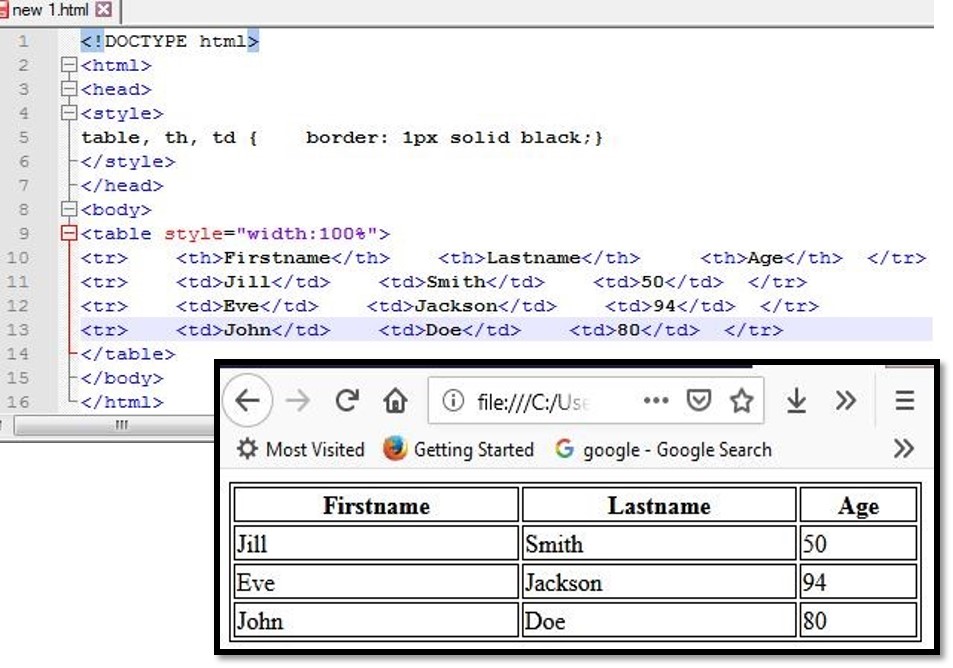 new 1.html
1 <!DOCTYPE html>
2 <html>
3 <head>
4 <style>
5 table, th, td {    border: 1px solid black;}
6 </style>
7 </head>
8 <body>
9 <table style="width:100%">
10 <tr>    <th>Firstname</th>    <th>Lastname</th>     <th>Age</th>  </tr>
11 <tr>    <td>Jill</td>    <td>Smith</td>    <td>50</td>  </tr>
12 <tr>    <td>Eve</td>    <td>Jackson</td>    <td>94</td>  </tr>
13 <tr>    <td>John</td>    <td>Doe</td>    <td>80</td>  </tr>
14 </table>
15 </body>
16 </html>
file:///C:/Use
Most Visited Getting Started google - Google Search
Firstname Lastname Age
Jill Smith 50
Eve Jackson 94
John Doe 80